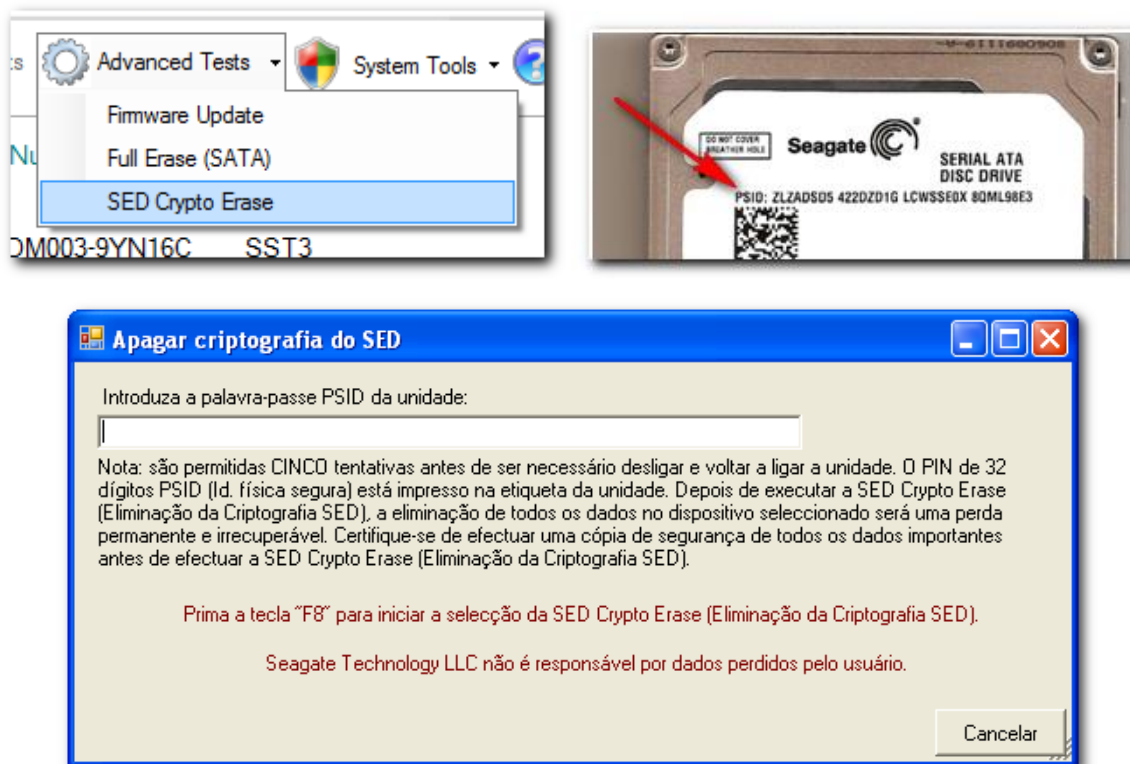 :s Advanced Tests System Tools ?
Firmware Update
Nu Full Erase (SATA)
SED Crypto Erase
DM003-9YN16C SST3
DO NOT COVER
BREATHER HOLE
Seagate
SERIAL ATA
DISC DRIVE
PSID: ZLZADSD5 422DZD1G LCWSSE0X 8QML98E3
Apagar criptografia do SED
Introduza a palavra-passe PSID da unidade:
Nota: são permitidas CINCO tentativas antes de ser necessário desligar e voltar a ligar a unidade. O PIN de 32
dígitos PSID (Id. física segura) está impresso na etiqueta da unidade. Depois de executar a SED Crypto Erase
(Eliminação da Criptografia SED), a eliminação de todos os dados no dispositivo seleccionado será uma perda
permanente e irrecuperável. Certifique-se de efectuar uma cópia de segurança de todos os dados importantes
antes de efectuar a SED Crypto Erase (Eliminação da Criptografia SED).
Prima a tecla "F8" para iniciar a selecção da SED Crypto Erase (Eliminação da Criptografia SED).
Seagate Technology LLC não é responsável por dados perdidos pelo usuário.
Cancelar